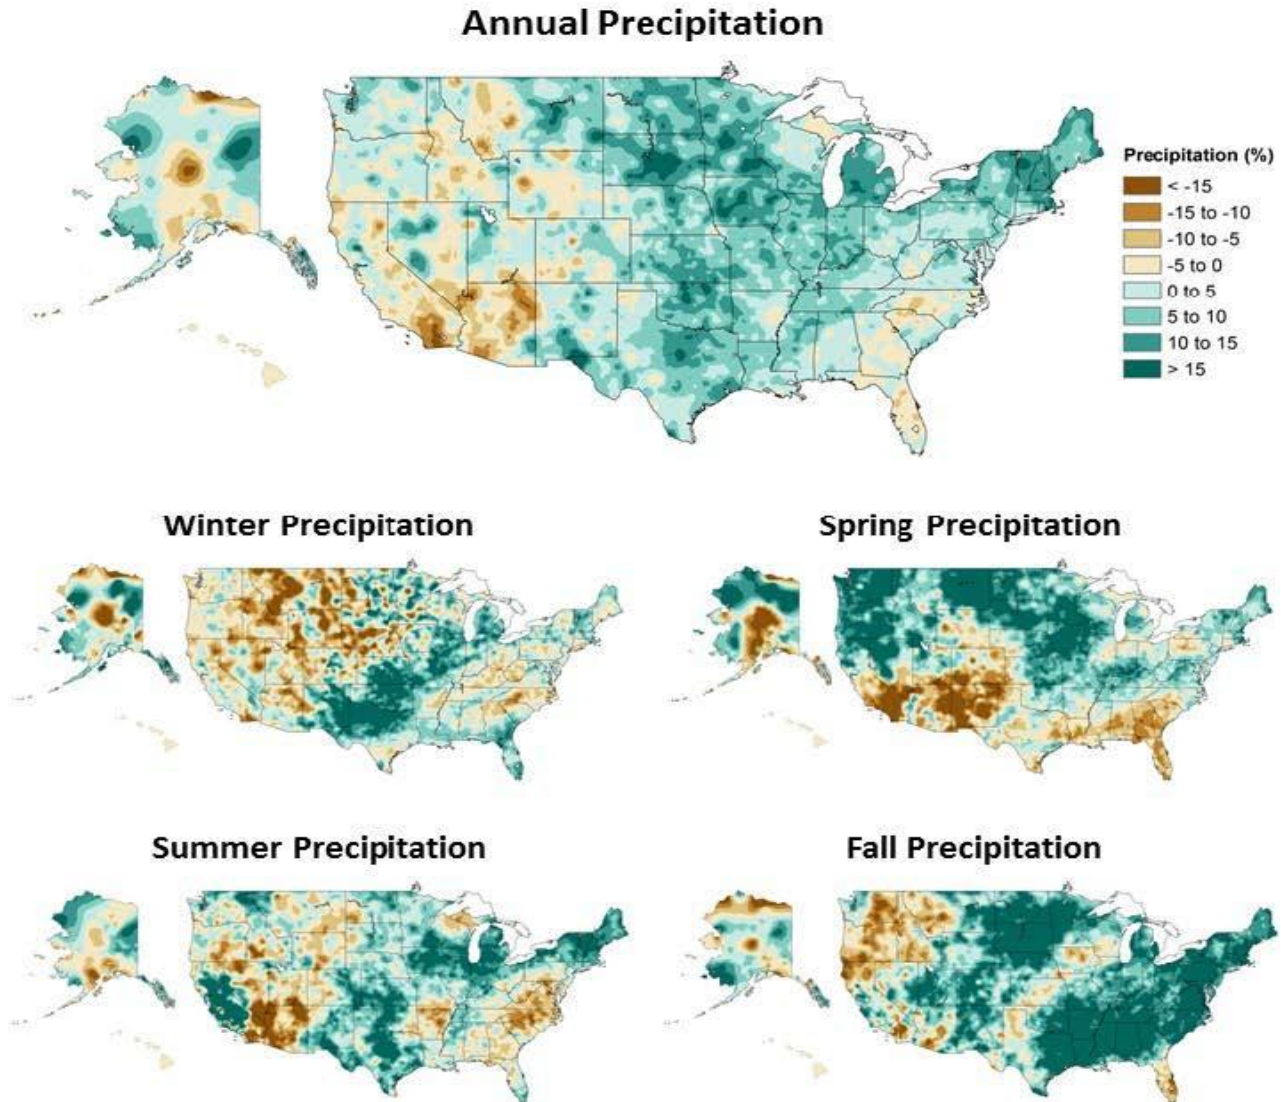 Annual Precipitation
Precipitation (%)
< -15
-15 to -10
-10 to -5
-5 to 0
0 to 5
5 to 10
10 to 15
> 15
Winter Precipitation
Spring Precipitation
Summer Precipitation
Fall Precipitation